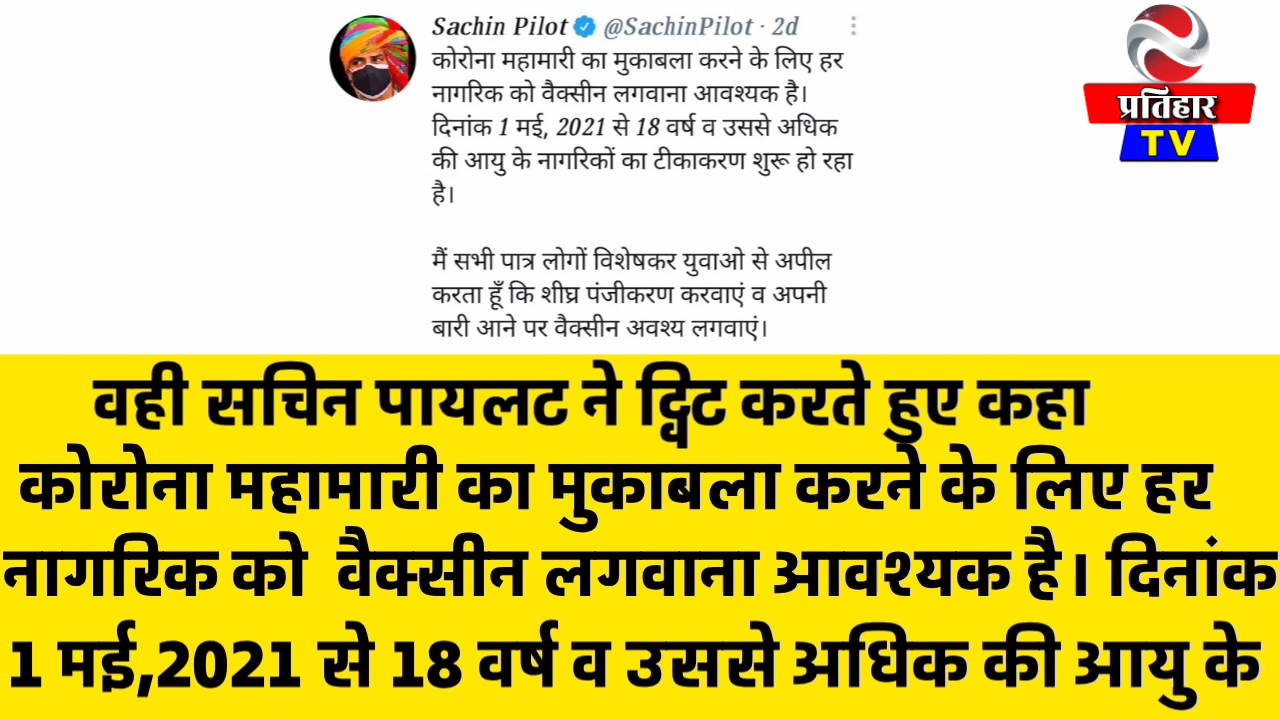 Sachin Pilot @SachinPilot · 2d
कोरोना महामारी का मुकाबला करने के लिए हर
नागरिक को वैक्सीन लगवाना आवश्यक है।
दिनांक 1 मई, 2021 से 18 वर्ष व उससे अधिक
की आयु के नागरिकों का टीकाकरण शुरू हो रहा
है।
मैं सभी पात्र लोगों विशेषकर युवाओ से अपील
करता हूँ कि शीघ्र पंजीकरण करवाएं व अपनी
बारी आने पर वैक्सीन अवश्य लगवाएं।
प्रतिहार
TV
वही सचिन पायलट ने ट्विट करते हुए कहा
कोरोना महामारी का मुकाबला करने के लिए हर
नागरिक को वैक्सीन लगवाना आवश्यक है। दिनांक
1 मई,2021 से 18 वर्ष व उससे अधिक की आयु के